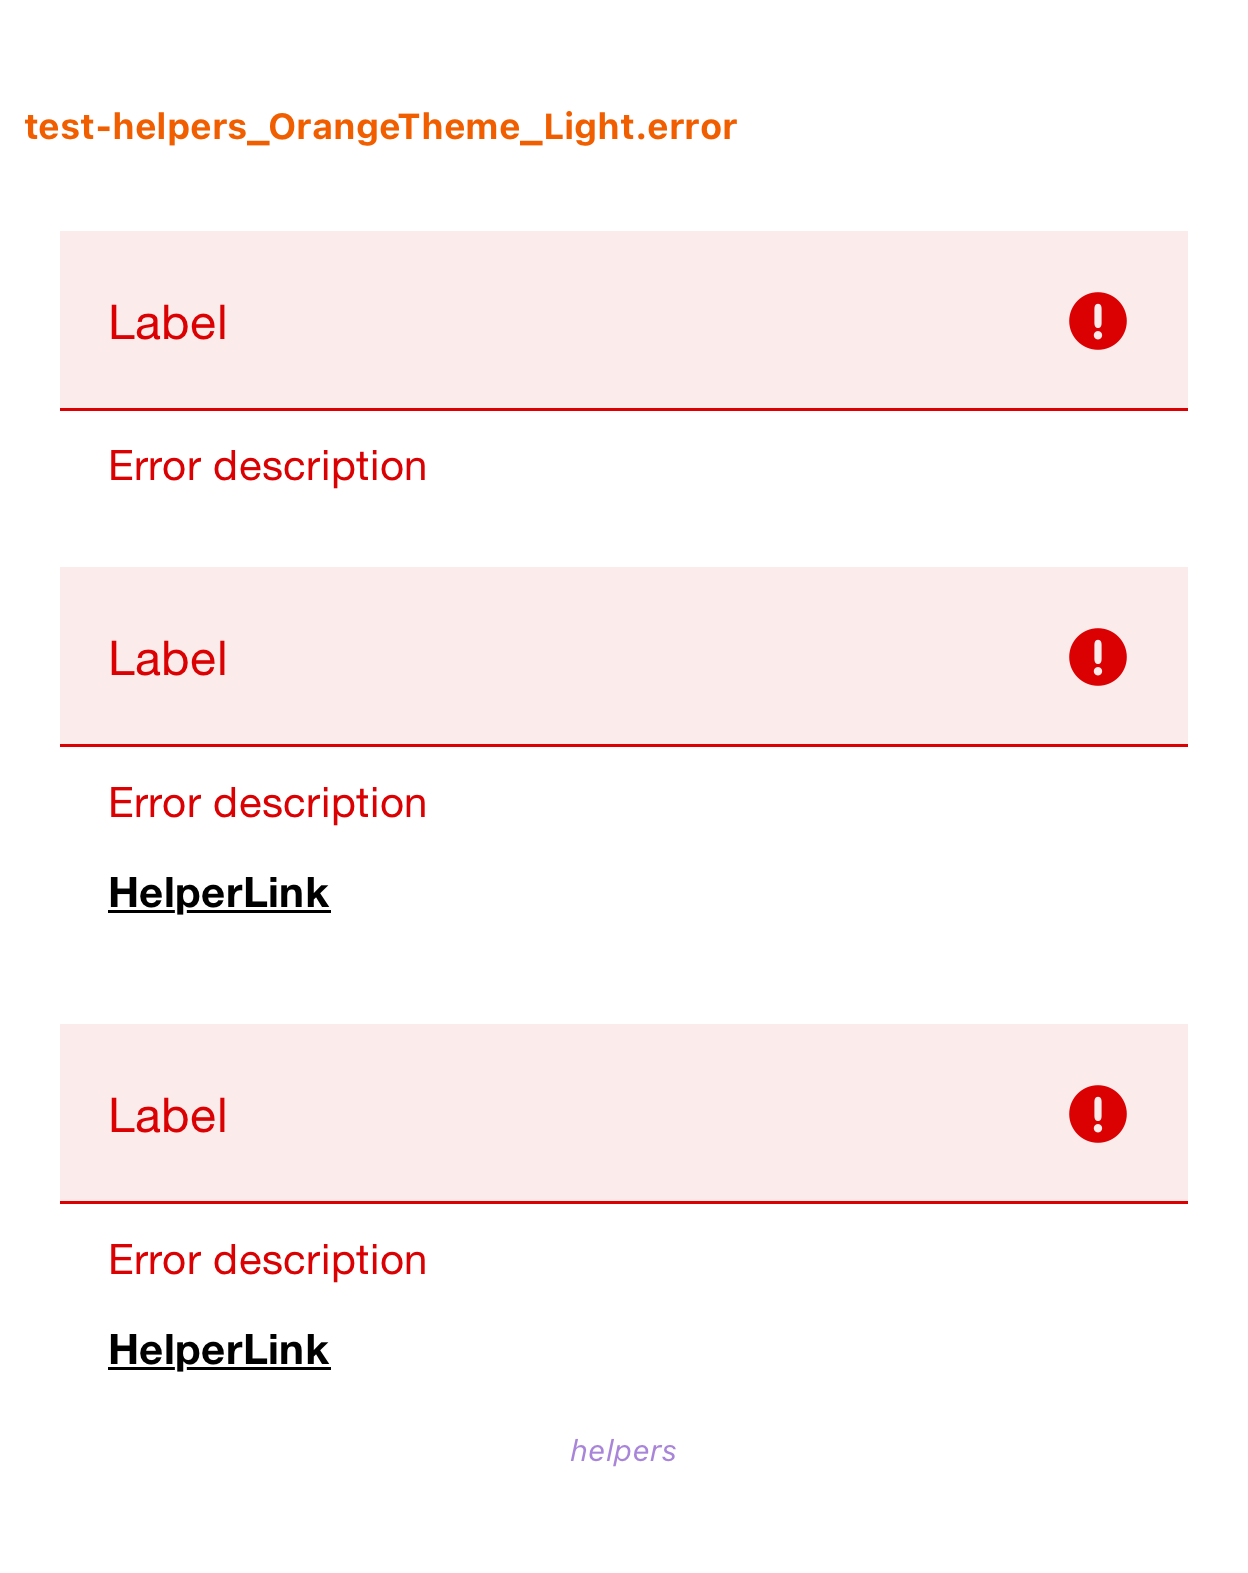 test-helpers_OrangeTheme_Light.error
Label
Error description
Label
Error description
HelperLink
Label
Error description
HelperLink
helpers